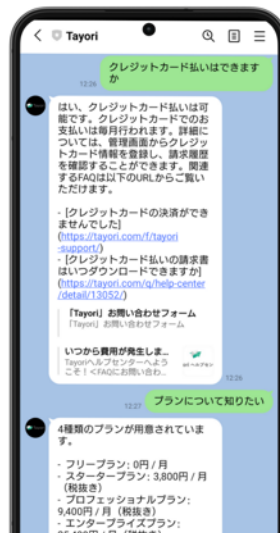 Tayori
クレジットカード払いはできます
か
12:26
はい、クレジットカード払いは可
能です。クレジットカードでのお
支払いは毎月行われます。詳細に
ついては、管理画面からクレジッ
トカード情報を登録し、請求履歴
を確認することができます。関連
するFAQは以下のURLからご覧い
ただけます。
- [クレジットカードの決済ができ
ませんでした]
(https://tayori.com/f/tayori
-support/)
- [クレジットカード払いの請求書
はいつダウンロードできますか]
(https://tayori.com/q/help-center
/detail/13052/)
「Tayori」お問い合わせフォーム
「Tayori」お問い合わせフォーム
いつから費用が発生しま...
Tayoriヘルプセンターへよう
こそ!<FAQにお問い合わ...
12:26
12:27
プランについて知りたい
4種類のプランが用意されていま
す。
- フリープラン: 0円 / 月
- スタータープラン: 3,800円 / 月
(税抜き)
- プロフェッショナルプラン:
9,400円 / 月(税抜き)
- エンタープライズプラン: